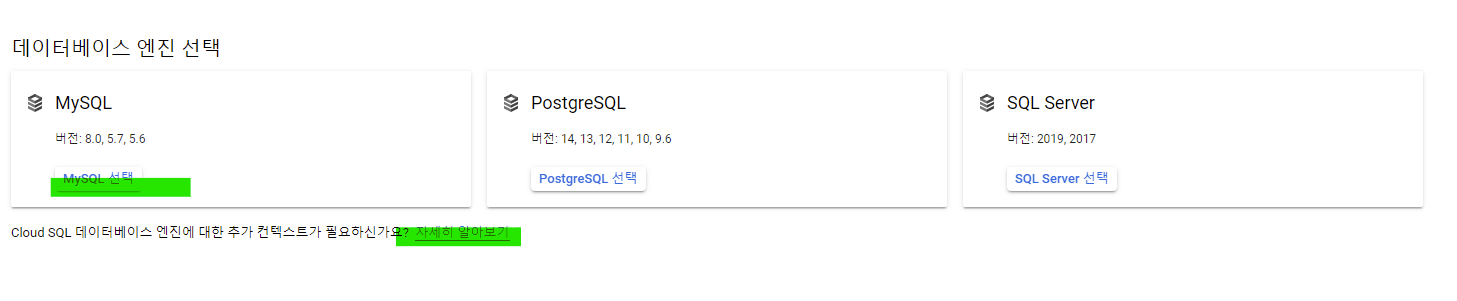 데이터베이스 엔진 선택
MySQL
버전: 8.0, 5.7, 5.6
MySQL 선택
PostgreSQL
버전: 14, 13, 12, 11, 10, 9.6
PostgreSQL 선택
SQL Server
버전: 2019, 2017
SQL Server 선택
Cloud SQL 데이터베이스 엔진에 대한 추가 컨텍스트가 필요하신가요? 자세히 알아보기